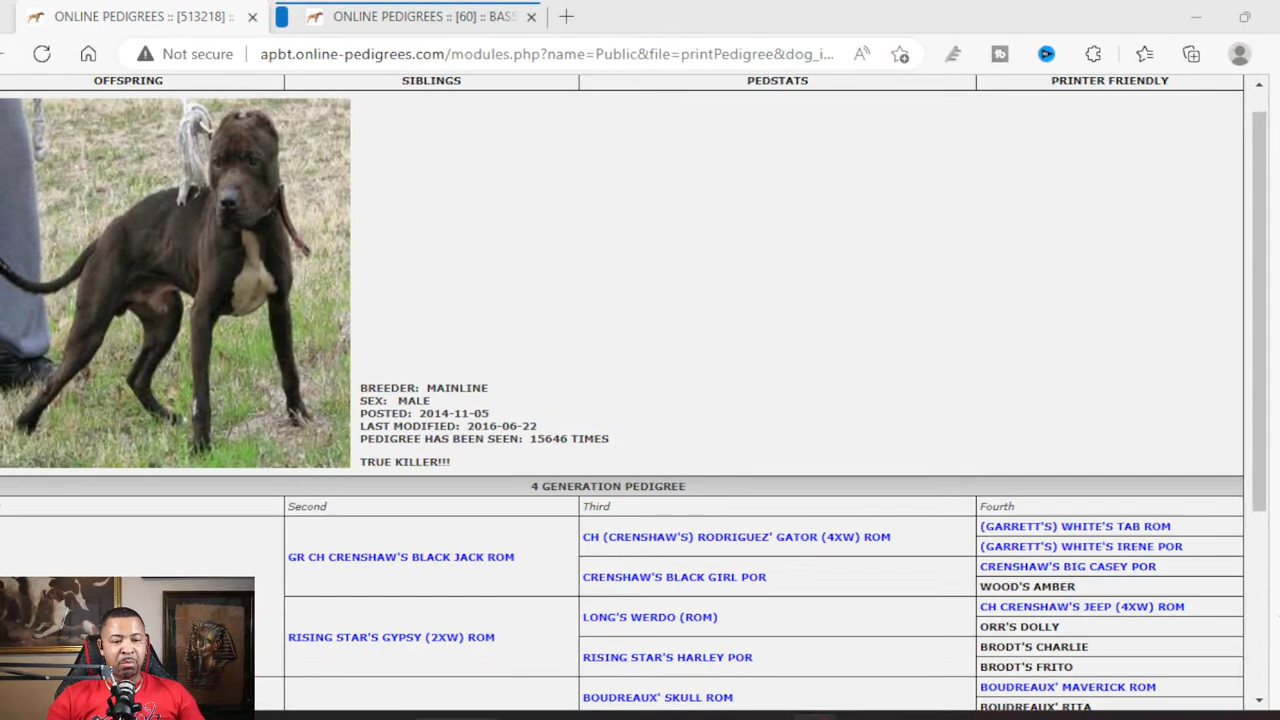 ONLINE PEDIGREES :: [513218] ::
ONLINE PEDIGREES :: [60] :: BASS
Not secure
apbt.online-pedigrees.com/modules.php?name=Public&file=printPedigree&dog_i...
OFFSPRING
SIBLINGS
PEDSTATS
PRINTER FRIENDLY
BREEDER: MAINLINE
SEX: MALE
POSTED: 2014-11-05
LAST MODIFIED: 2016-06-22
PEDIGREE HAS BEEN SEEN: 15646 TIMES
TRUE KILLER!!!
4 GENERATION PEDIGREE
Second
Third
Fourth
GR CH CRENSHAW'S BLACK JACK ROM
CH (CRENSHAW'S) RODRIGUEZ' GATOR (4XW) ROM
(GARRETT'S) WHITE'S TAB ROM
(GARRETT'S) WHITE'S IRENE POR
CRENSHAW'S BLACK GIRL POR
CRENSHAW'S BIG CASEY POR
WOOD'S AMBER
RISING STAR'S GYPSY (2XW) ROM
LONG'S WERDO (ROM)
CH CRENSHAW'S JEEP (4XW) ROM
ORR'S DOLLY
RISING STAR'S HARLEY POR
BRODT'S CHARLIE
BRODT'S FRITO
BOUDREAUX' SKULL ROM
BOUDREAUX' MAVERICK ROM
BOUDREAUX' RITA